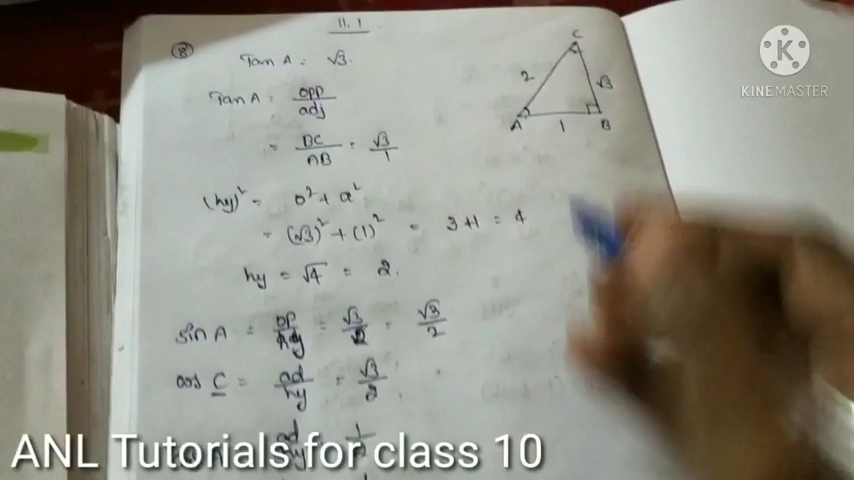 11.1
8
Tan A = √3.
Tan A = opp/adj
= BC/AB = √3/1
(hy)² = o² + a²
= (√3)² + (1)² = 3+1 = 4
hy = √4 = 2.
Sin A = op/hy = √3/2 = √3/2
cos C = ad/hy = √3/2
C
2
√3
A
1
B
KINEMASTER
ANL Tutorials for class 10